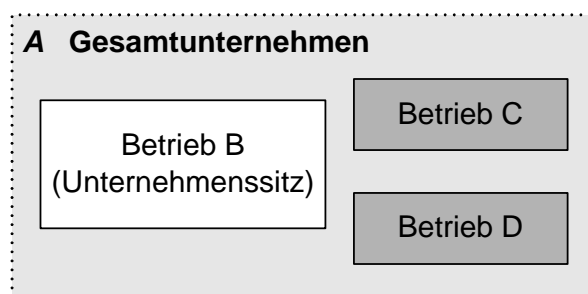 A Gesamtunternehmen
Betrieb B
(Unternehmenssitz)
Betrieb C
Betrieb D